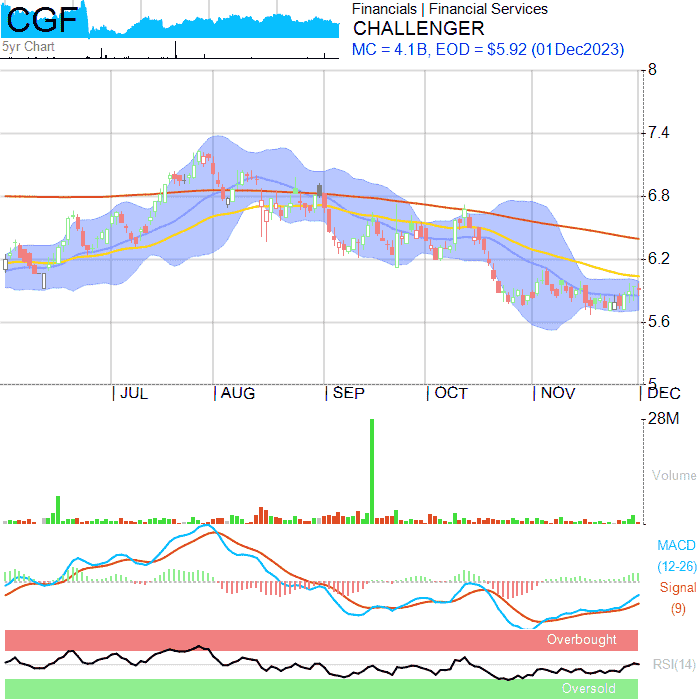 CGF
5yr Chart
Financials | Financial Services
CHALLENGER
MC = 4.1B, EOD = $5.92 (01Dec2023)
8
7.4
6.8
6.2
5.6
5
JUL AUG SEP OCT NOV DEC
28M
Volume
MACD
(12-26)
Signal
(9)
Overbought
RSI(14)
Oversold